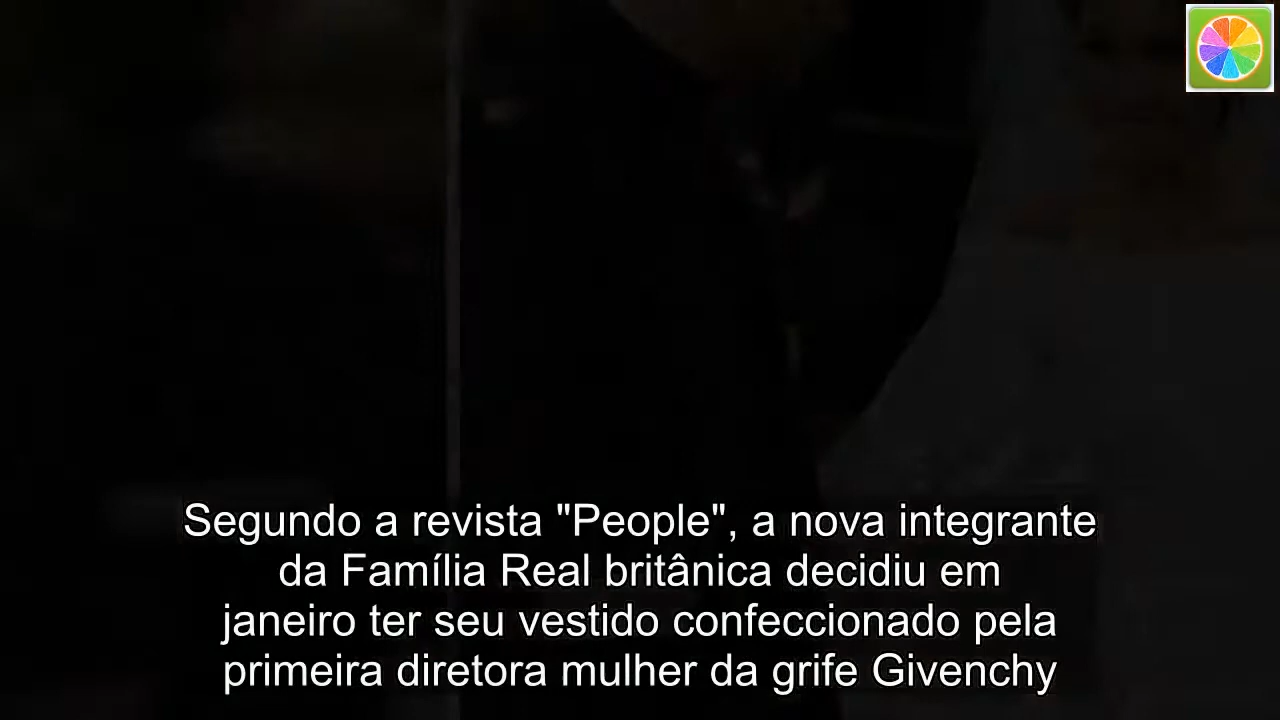 Segundo a revista "People", a nova integrante
da Família Real britânica decidiu em
janeiro ter seu vestido confeccionado pela
primeira diretora mulher da grife Givenchy